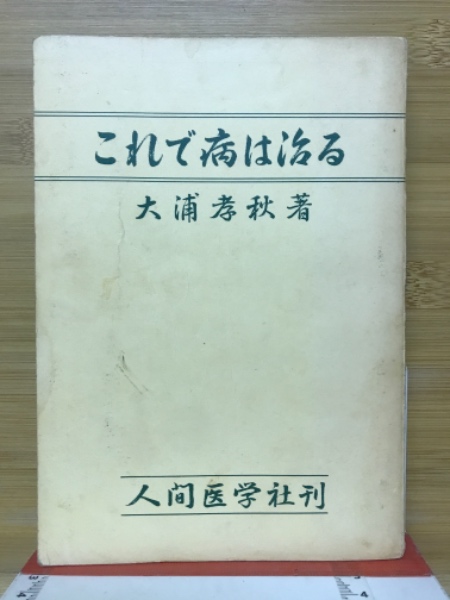 これで病は治る
大浦孝秋著
人間医学社刊